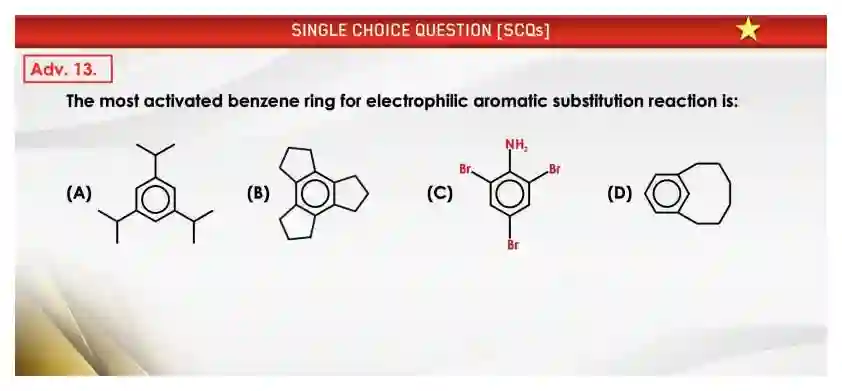 SINGLE CHOICE QUESTION [SCQs]
Adv. 13.
The most activated benzene ring for electrophilic aromatic substitution reaction is:
(A)
(B)
(C)
NH₂
Br
Br
Br
(D)